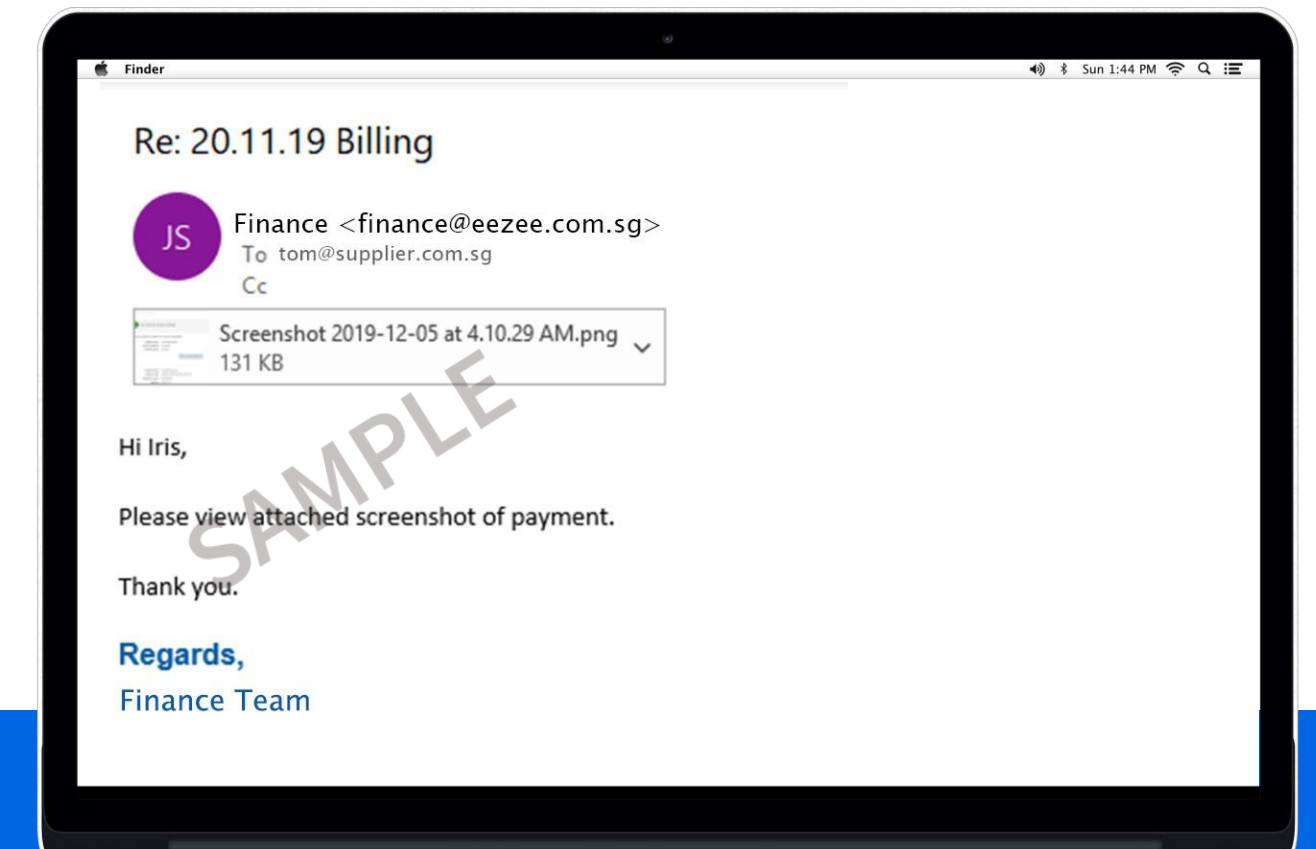 Finder
Sun 1:44 PM
Re: 20.11.19 Billing
JS
Finance <finance@eezee.com.sg>
To tom@supplier.com.sg
Cc
Screenshot 2019-12-05 at 4.10.29 AM.png
131 KB
SAMPLE
Hi Iris,
Please view attached screenshot of payment.
Thank you.
Regards,
Finance Team